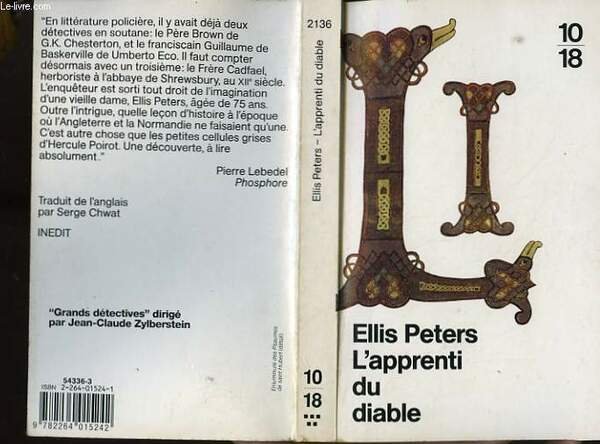 "En littérature policière, il y avait déjà deux
détectives en soutane: le Père Brown de
G.K. Chesterton, et le franciscain Guillaume de
Baskerville de Umberto Eco. Il faut compter
désormais avec un troisième: le Frère Cadfael,
herboriste à l'abbaye de Shrewsbury, au XIIe siècle.
L'enquêteur est sorti tout droit de l'imagination
d'une vieille dame, Ellis Peters, âgée de 75 ans.
Outre l'intrigue, quelle leçon d'histoire à l'époque
où l'Angleterre et la Normandie ne faisaient qu'une.
C'est autre chose que les petites cellules grises
d'Hercule Poirot. Une découverte, à lire
absolument."
Pierre Lebedel
Phosphore
Traduit de l'anglais
par Serge Chwat
INEDIT
"Grands détectives" dirigé
par Jean-Claude Zylberstein
54336-3
ISBN 2-264-01524-1
9 782264 015242
de saint Hubert (détail)
2136
Ellis Peters – L'apprenti du diable
10
18
10
18
Ellis Peters
L'apprenti
du
diable
Le-livre.com